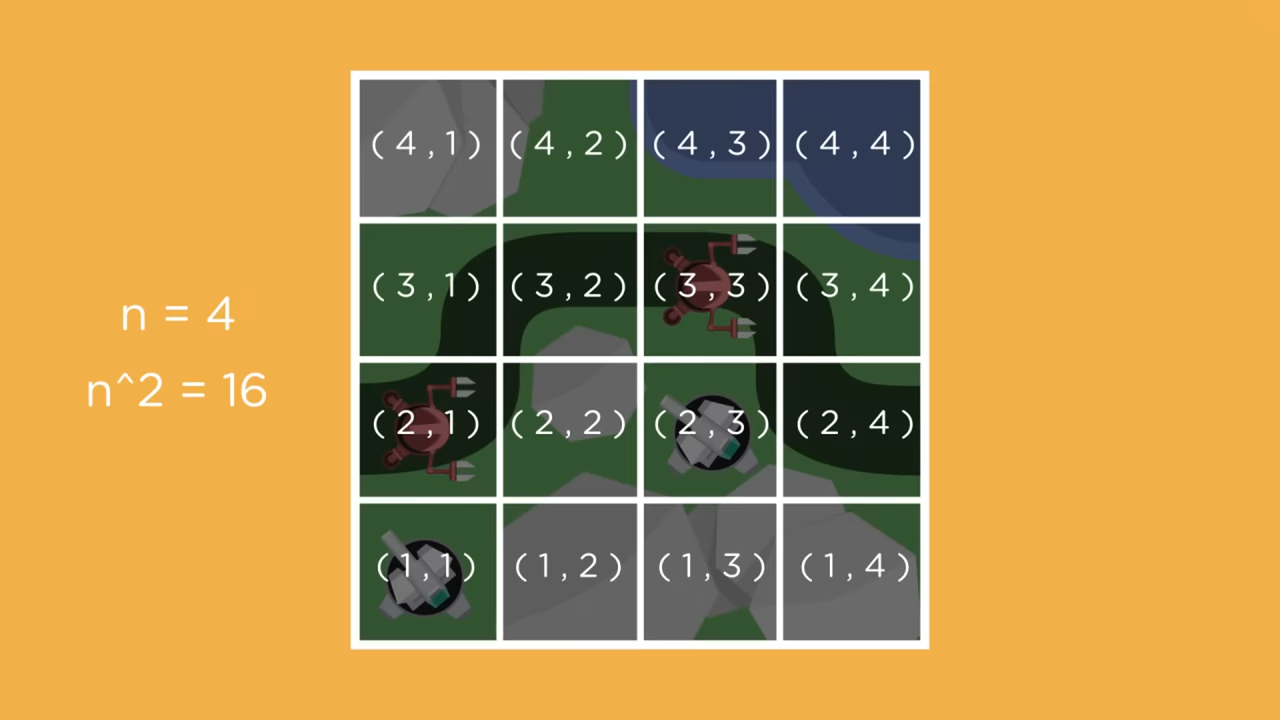 n = 4
n^2 = 16
( 4 , 1 ) ( 4 , 2 ) ( 4 , 3 ) ( 4 , 4 )
( 3 , 1 ) ( 3 , 2 ) ( 3 , 3 ) ( 3 , 4 )
( 2 , 1 ) ( 2 , 2 ) ( 2 , 3 ) ( 2 , 4 )
( 1 , 1 ) ( 1 , 2 ) ( 1 , 3 ) ( 1 , 4 )